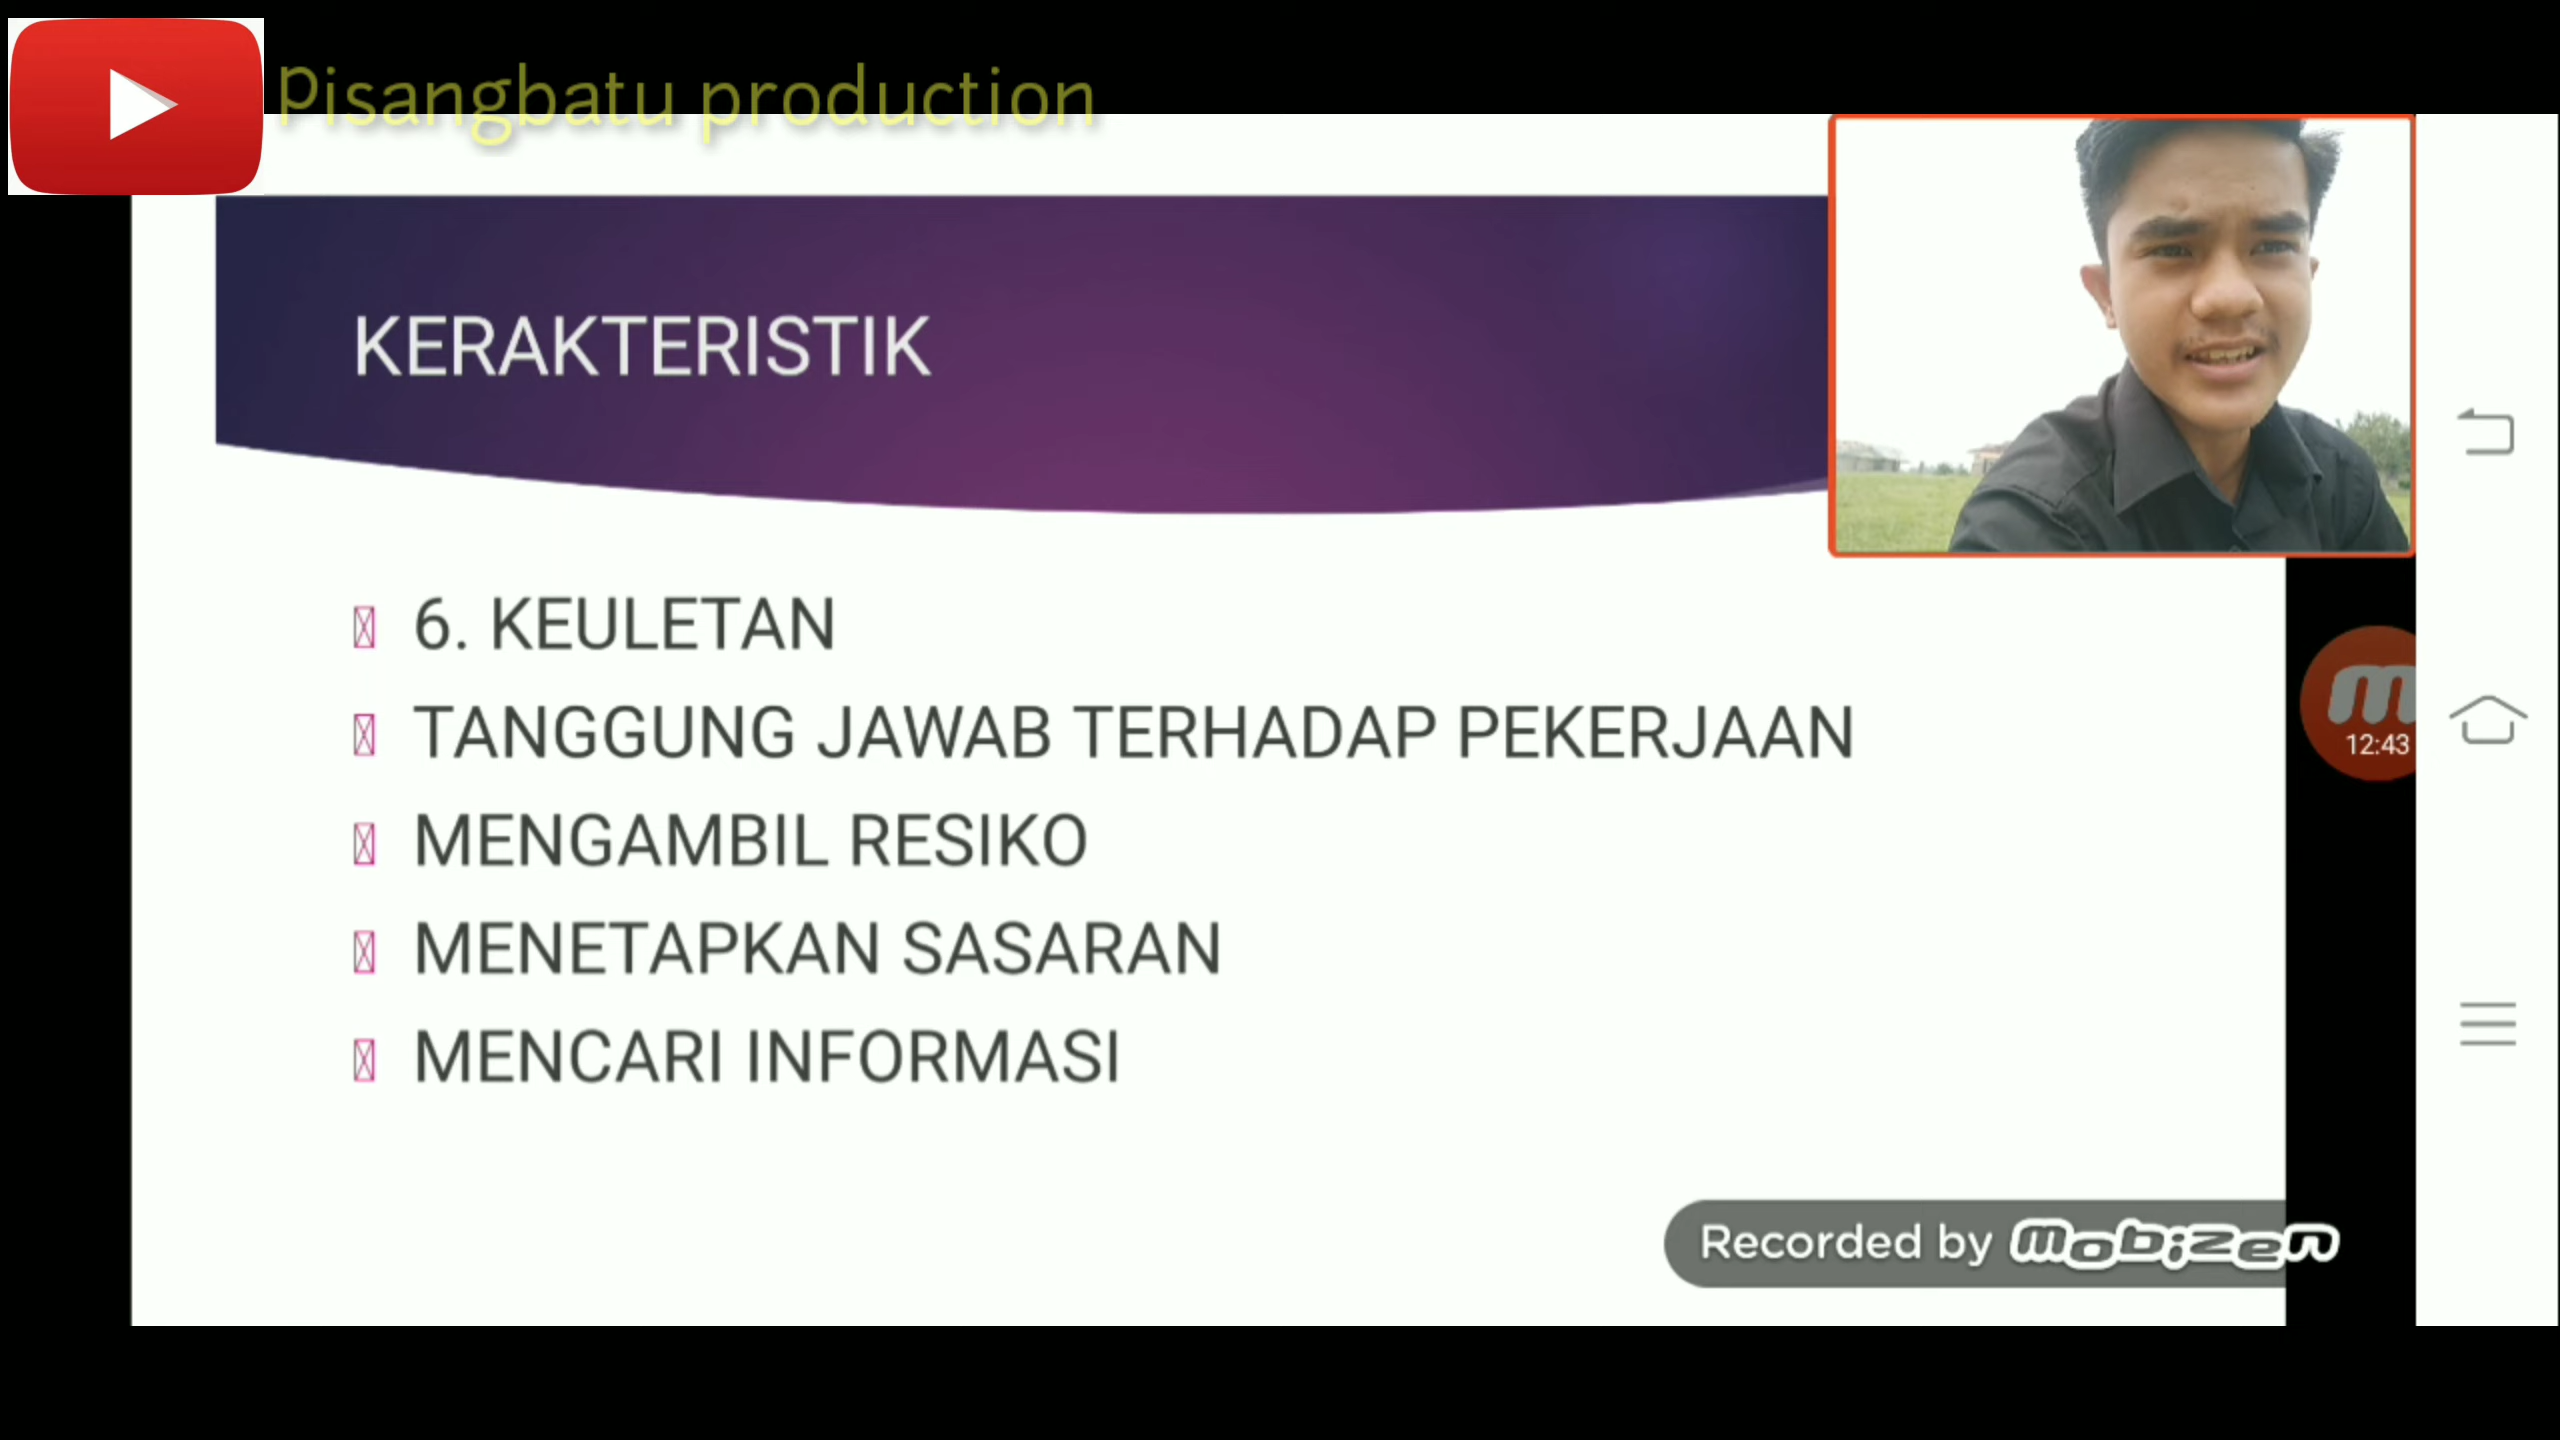 Pisangbatu production
KERAKTERISTIK
6. KEULETAN
TANGGUNG JAWAB TERHADAP PEKERJAAN
MENGAMBIL RESIKO
12:43
MENETAPKAN SASARAN
MENCARI INFORMASI
Recorded by mobizen